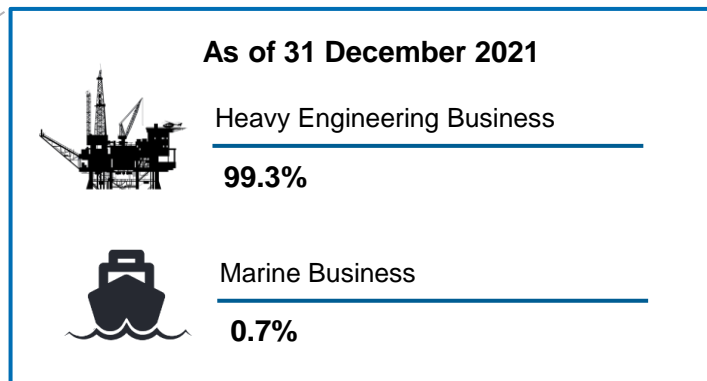 As of 31 December 2021
Heavy Engineering Business
99.3%
Marine Business
0.7%